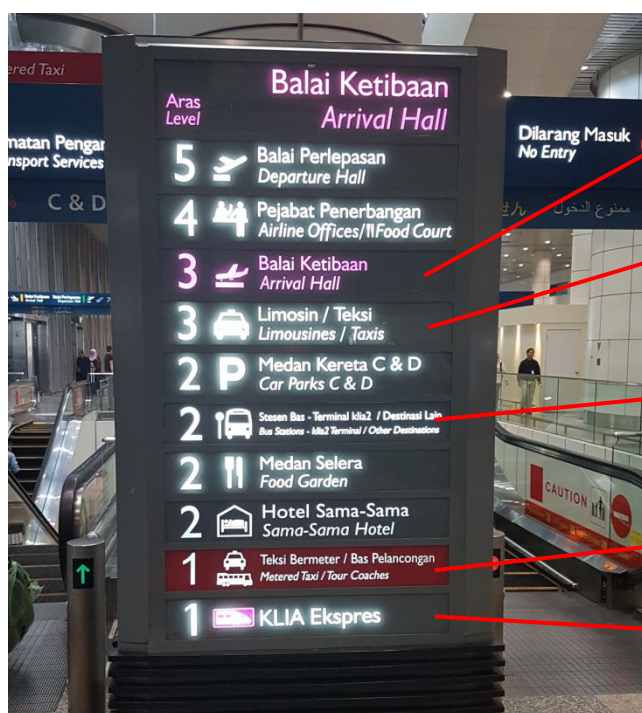 ered Taxi
matan Pengan
nsport Services
C & D
Balai Ketibaan
Arrival Hall
Aras
Level
5 Balai Perlepasan
Departure Hall
4 Pejabat Penerbangan
Airline Offices/Food Court
3 Balai Ketibaan
Arrival Hall
3 Limosin / Teksi
Limousines / Taxis
2 P Medan Kereta C & D
Car Parks C & D
2 Stesen Bas - Terminal klia2 / Destinasi Lain
Bus Stations - klia2 Terminal / Other Destinations
2 Medan Selera
Food Garden
2 Hotel Sama-Sama
Sama-Sama Hotel
1 Teksi Bermeter / Bas Pelancongan
Metered Taxi / Tour Coaches
1 KLIA Ekspres
Dilarang Masuk
No Entry
ممنوع الدخول
CAUTION